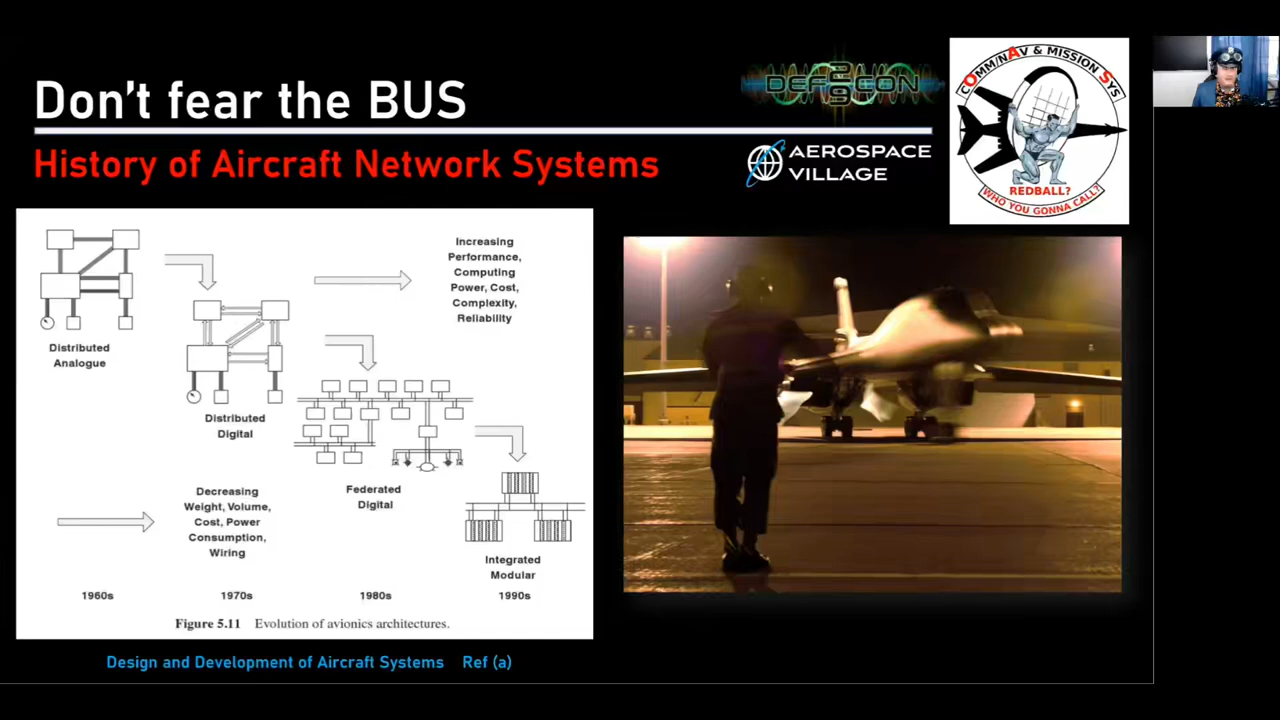 Don't fear the BUS
History of Aircraft Network Systems
DEF CON
AEROSPACE
VILLAGE
COMM/NAV & MISSION SYS
REDBALL?
WHO YOU GONNA CALL?
Distributed
Analogue
Increasing
Performance,
Computing
Power, Cost,
Complexity,
Reliability
Distributed
Digital
Federated
Digital
Decreasing
Weight, Volume,
Cost, Power
Consumption,
Wiring
Integrated
Modular
1960s 1970s 1980s 1990s
Figure 5.11 Evolution of avionics architectures.
Design and Development of Aircraft Systems Ref (a)